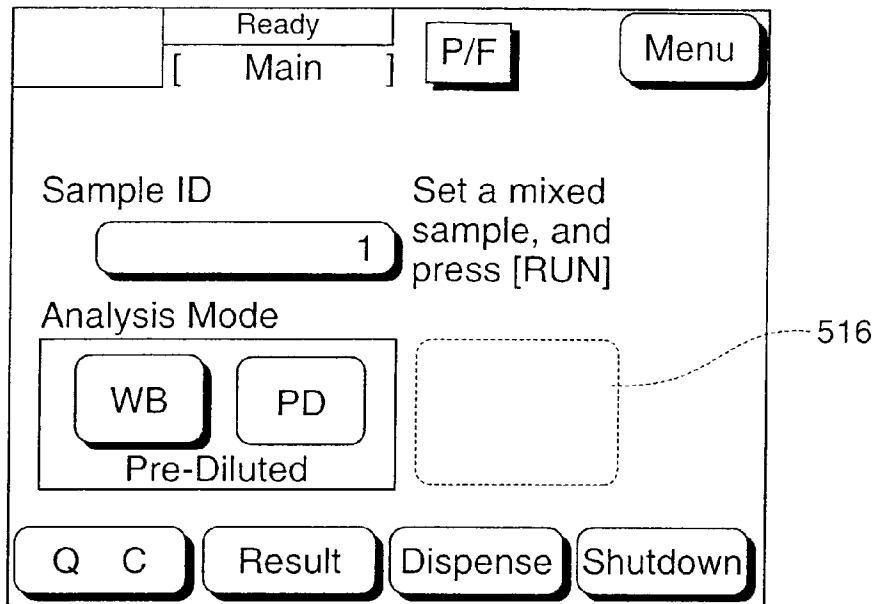 Ready
[ Main ]
P/F
Menu
Sample ID
1
Set a mixed
sample, and
press [RUN]
Analysis Mode
WB
PD
Pre-Diluted
516
Q C
Result
Dispense
Shutdown